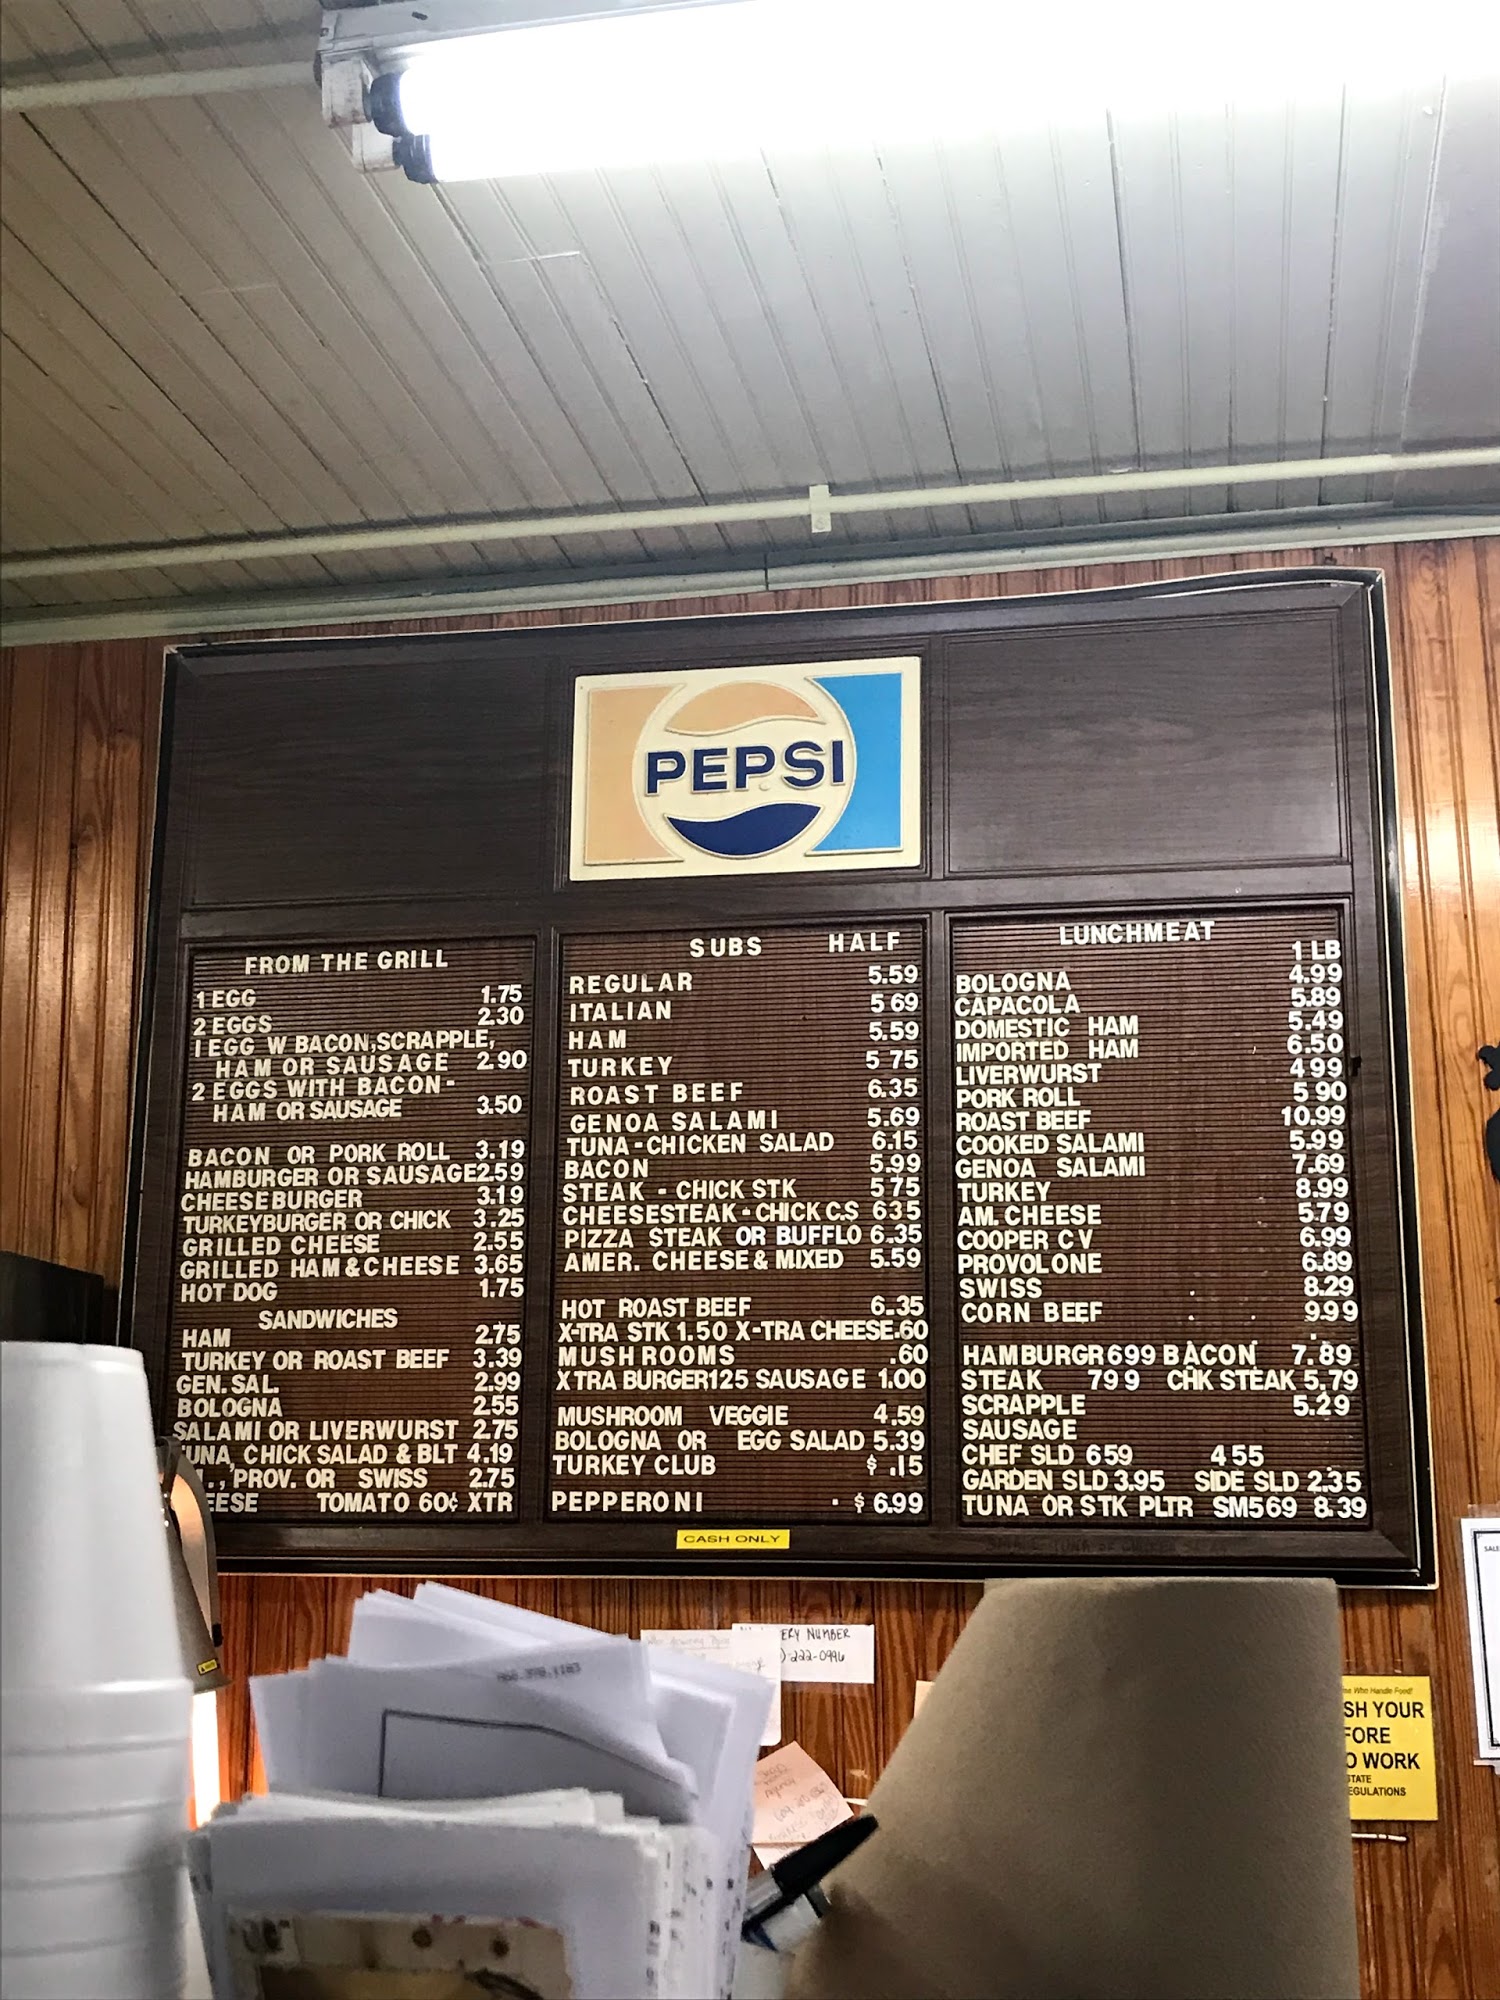 PEPSI
FROM THE GRILL
1 EGG 1.75
2 EGGS 2.30
1 EGG W BACON,SCRAPPLE,
HAM OR SAUSAGE 2.90
2 EGGS WITH BACON-
HAM OR SAUSAGE 3.50
BACON OR PORK ROLL 3.19
HAMBURGER OR SAUSAGE 2.59
CHEESEBURGER 3.19
TURKEYBURGER OR CHICK 3.25
GRILLED CHEESE 2.55
GRILLED HAM & CHEESE 3.65
HOT DOG 1.75
SANDWICHES
HAM 2.75
TURKEY OR ROAST BEEF 3.39
GEN. SAL. 2.99
BOLOGNA 2.55
SALAMI OR LIVERWURST 2.75
UNA, CHICK SALAD & BLT 4.19
., PROV. OR SWISS 2.75
EESE TOMATO 60¢ XTR
SUBS HALF
REGULAR 5.59
ITALIAN 5 69
HAM 5.59
TURKEY 5 75
ROAST BEEF 6.35
GENOA SALAMI 5.69
TUNA-CHICKEN SALAD 6.15
BACON 5.99
STEAK - CHICK STK 5 75
CHEESESTEAK - CHICK C.S 6 35
PIZZA STEAK OR BUFFLO 6.35
AMER. CHEESE & MIXED 5.59
HOT ROAST BEEF 6.35
X-TRA STK 1.50 X-TRA CHEESE .60
MUSHROOMS .60
XTRA BURGER 125 SAUSAGE 1.00
MUSHROOM VEGGIE 4.59
BOLOGNA OR EGG SALAD 5.39
TURKEY CLUB $ .15
PEPPERONI $ 6.99
LUNCHMEAT
1 LB
BOLOGNA 4.99
CAPACOLA 5.89
DOMESTIC HAM 5.49
IMPORTED HAM 6.50
LIVERWURST 4 99
PORK ROLL 5 90
ROAST BEEF 10.99
COOKED SALAMI 5.99
GENOA SALAMI 7.69
TURKEY 8.99
AM. CHEESE 5 79
COOPER CV 6.99
PROVOLONE 6.89
SWISS 8.29
CORN BEEF 9.99
HAMBURGR 6 99 BACON 7.89
STEAK 7 9 9 CHK STEAK 5.79
SCRAPPLE 5.29
SAUSAGE
CHEF SLD 6 59 4 55
GARDEN SLD 3.95 SIDE SLD 2.35
TUNA OR STK PLTR SM 5 69 8.39
CASH ONLY
ERY NUMBER
)-222-0996
se Who Handle Food!
SH YOUR
FORE
O WORK
STATE
EGULATIONS
SALE